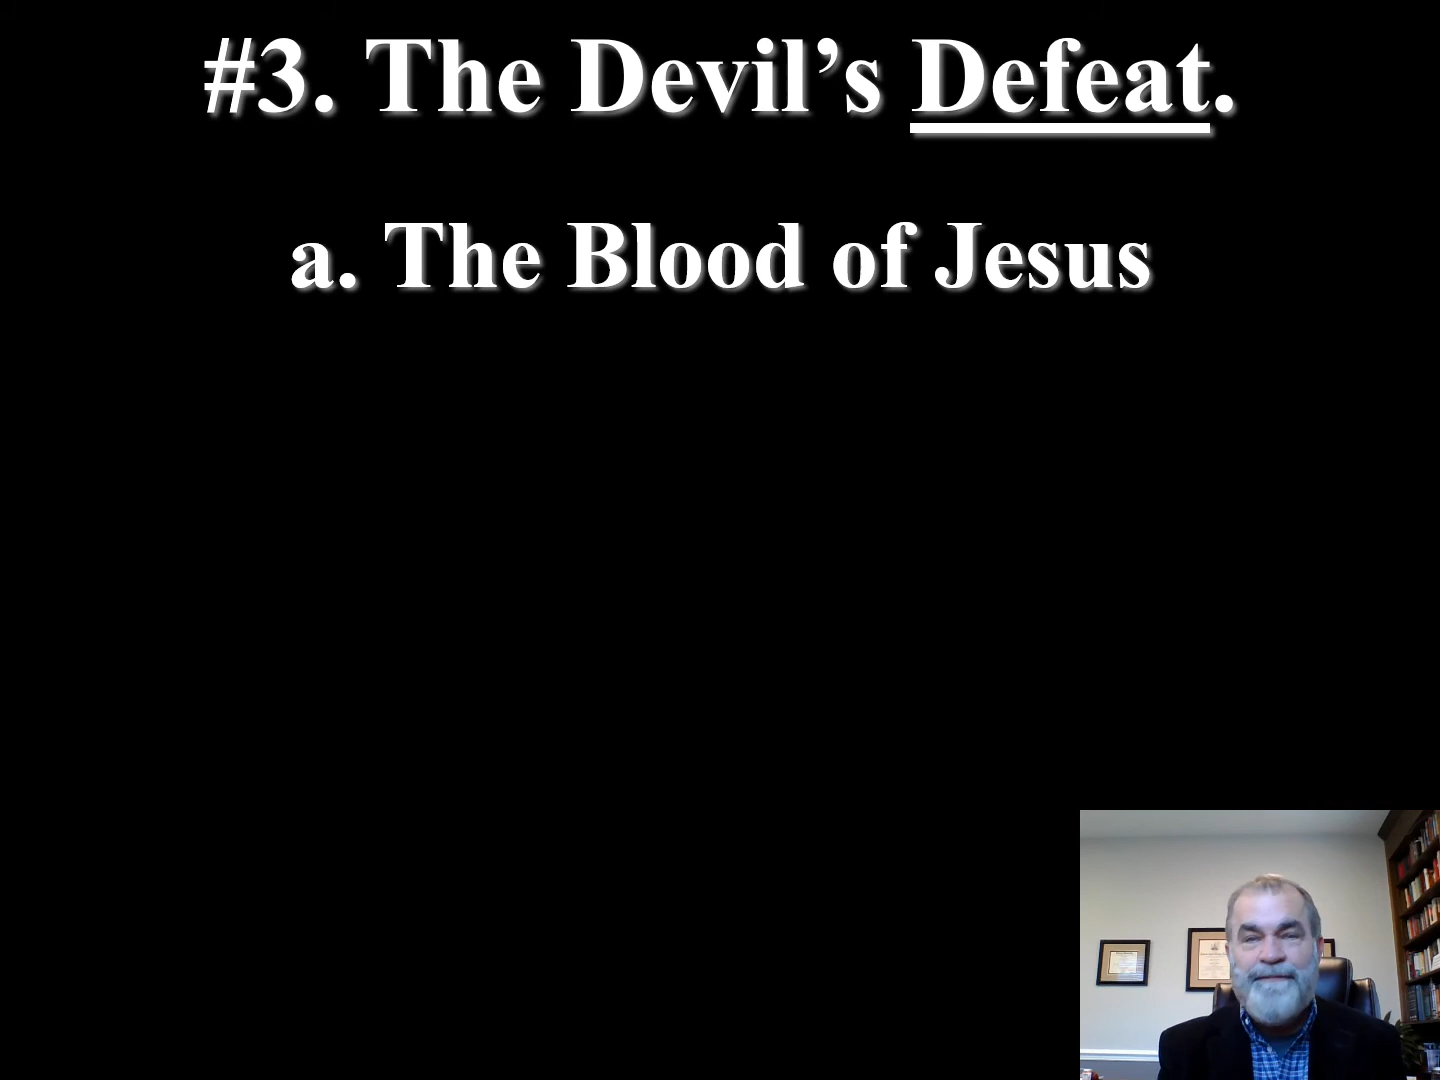 #3. The Devil’s Defeat.
a. The Blood of Jesus